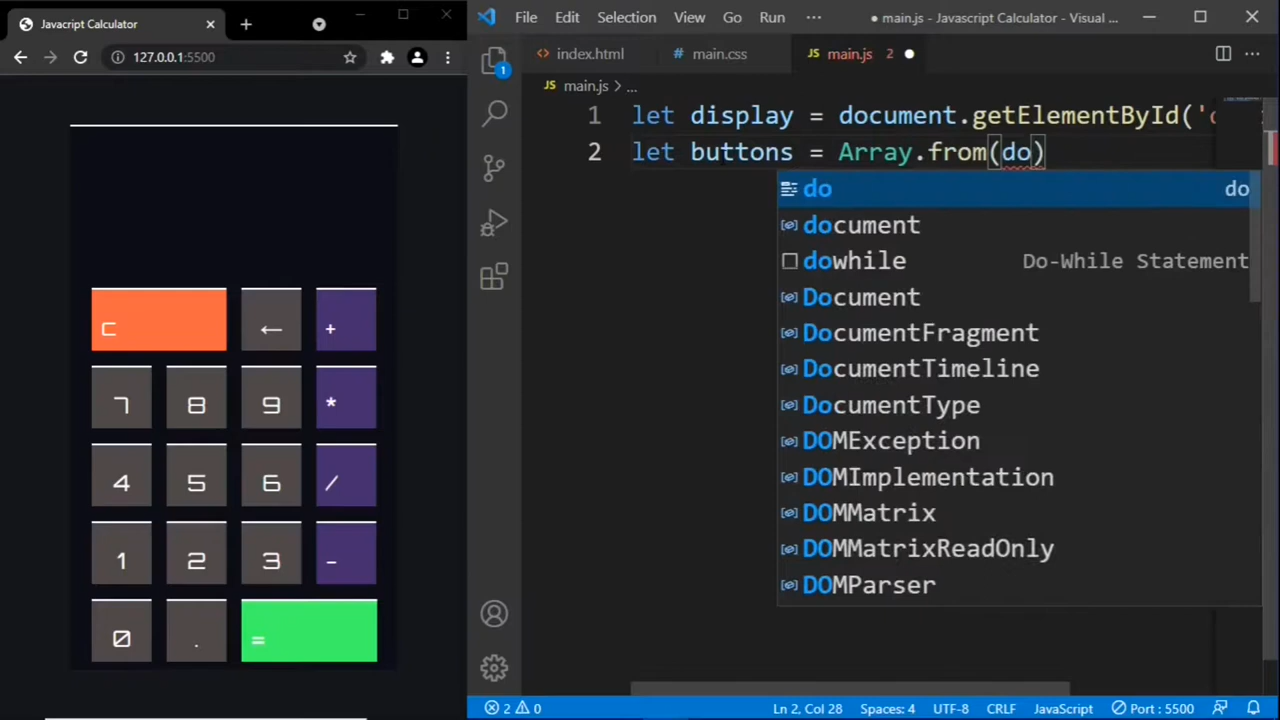 Javascript Calculator
127.0.0.1:5500
C
←
+
7
8
9
*
4
5
6
/
1
2
3
-
0
.
=
File Edit Selection View Go Run ···
● main.js - Javascript Calculator - Visual ...
index.html
# main.css
JS main.js 2 ●
JS main.js > ...
1
1 let display = document.getElementById('
2 let buttons = Array.from(do)
do do
document
dowhile Do-While Statement
Document
DocumentFragment
DocumentTimeline
DocumentType
DOMException
DOMImplementation
DOMMatrix
DOMMatrixReadOnly
DOMParser
2 0 Ln 2, Col 28 Spaces: 4 UTF-8 CRLF JavaScript Port : 5500